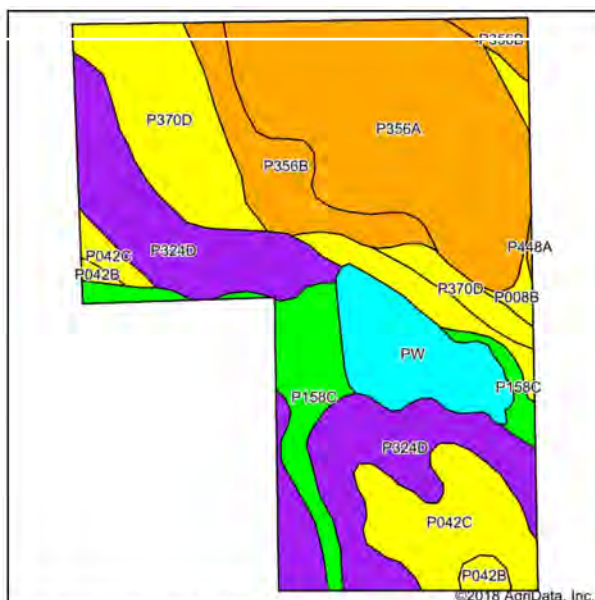 P356B
P370D
P356A
P356B
P448A
P324D
P042C
P042B
P008B
P370D
PW
P158C
P158C
P324D
P042C
P042B
©2018 AgriData, Inc.